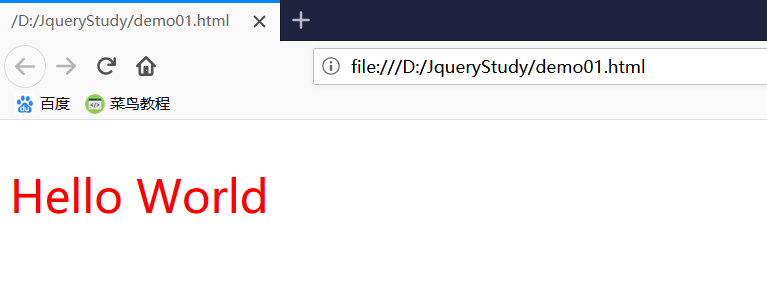 /D:/JqueryStudy/demo01.html
file:///D:/JqueryStudy/demo01.html
百度 菜鸟教程
Hello World